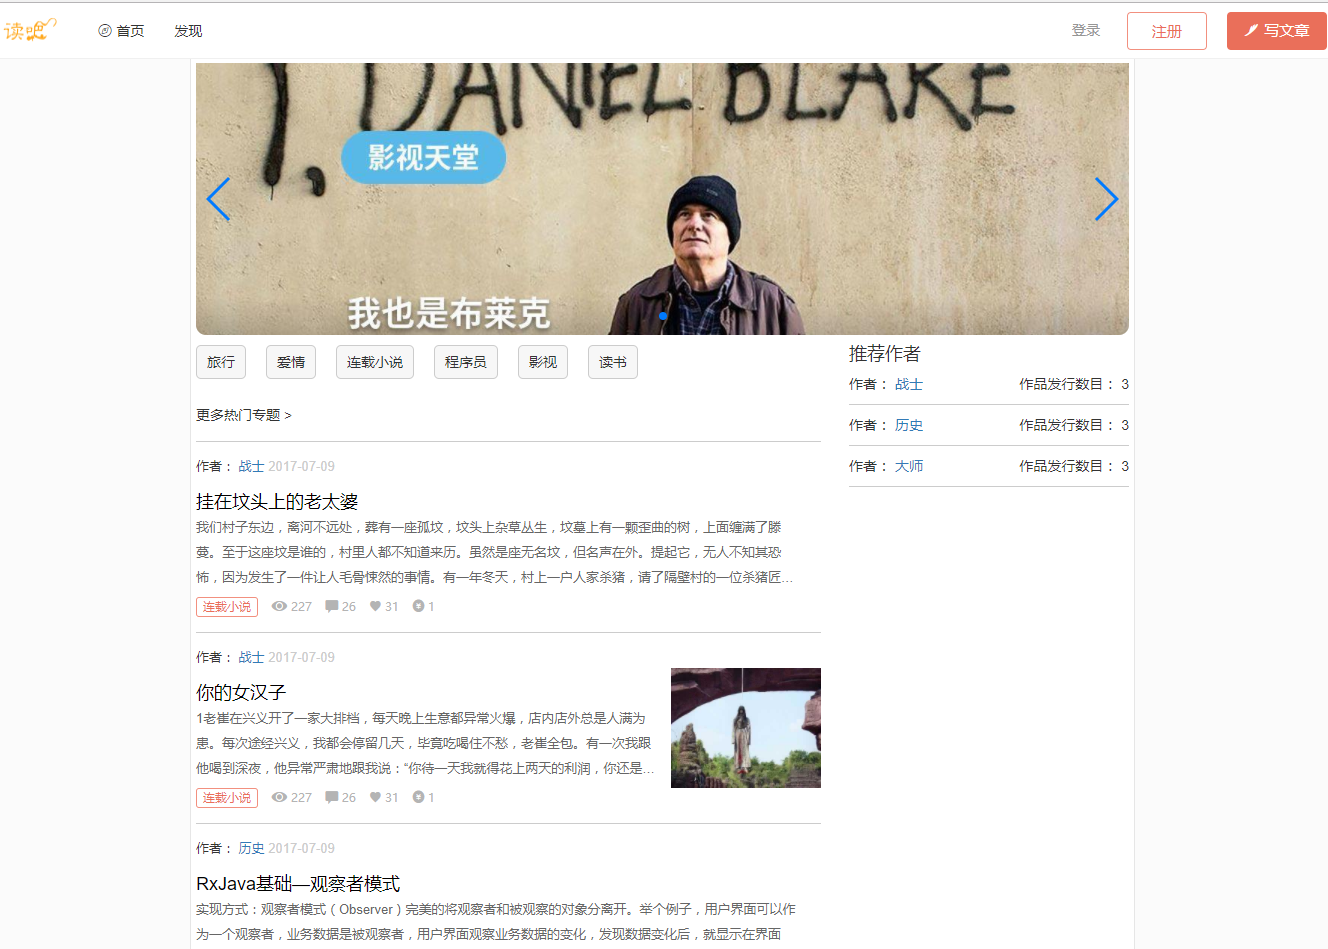 读吧 首页 发现 登录 注册 写文章
I, DANIEL BLAKE
影视天堂
我也是布莱克
旅行 爱情 连载小说 程序员 影视 读书
更多热门专题 >
作者： 战士 2017-07-09
挂在坟头上的老太婆
我们村子东边，离河不远处，葬有一座孤坟，坟头上杂草丛生，坟墓上有一颗歪曲的树，上面缠满了滕
蔓。至于这座坟是谁的，村里人都不知道来历。虽然是座无名坟，但名声在外。提起它，无人不知其恐
怖，因为发生了一件让人毛骨悚然的事情。有一年冬天，村上一户人家杀猪，请了隔壁村的一位杀猪匠...
连载小说 227 26 31 1
作者： 战士 2017-07-09
你的女汉子
1老崔在兴义开了一家大排档，每天晚上生意都异常火爆，店内店外总是人满为
患。每次途经兴义，我都会停留几天，毕竟吃喝住不愁，老崔全包。有一次我跟
他喝到深夜，他异常严肃地跟我说：“你待一天我就得花上两天的利润，你还是...
连载小说 227 26 31 1
作者： 历史 2017-07-09
RxJava基础—观察者模式
实现方式：观察者模式（Observer）完美的将观察者和被观察的对象分离开。举个例子，用户界面可以作
为一个观察者，业务数据是被观察者，用户界面观察业务数据的变化，发现数据变化后，就显示在界面
推荐作者
作者： 战士 作品发行数目： 3
作者： 历史 作品发行数目： 3
作者： 大师 作品发行数目： 3